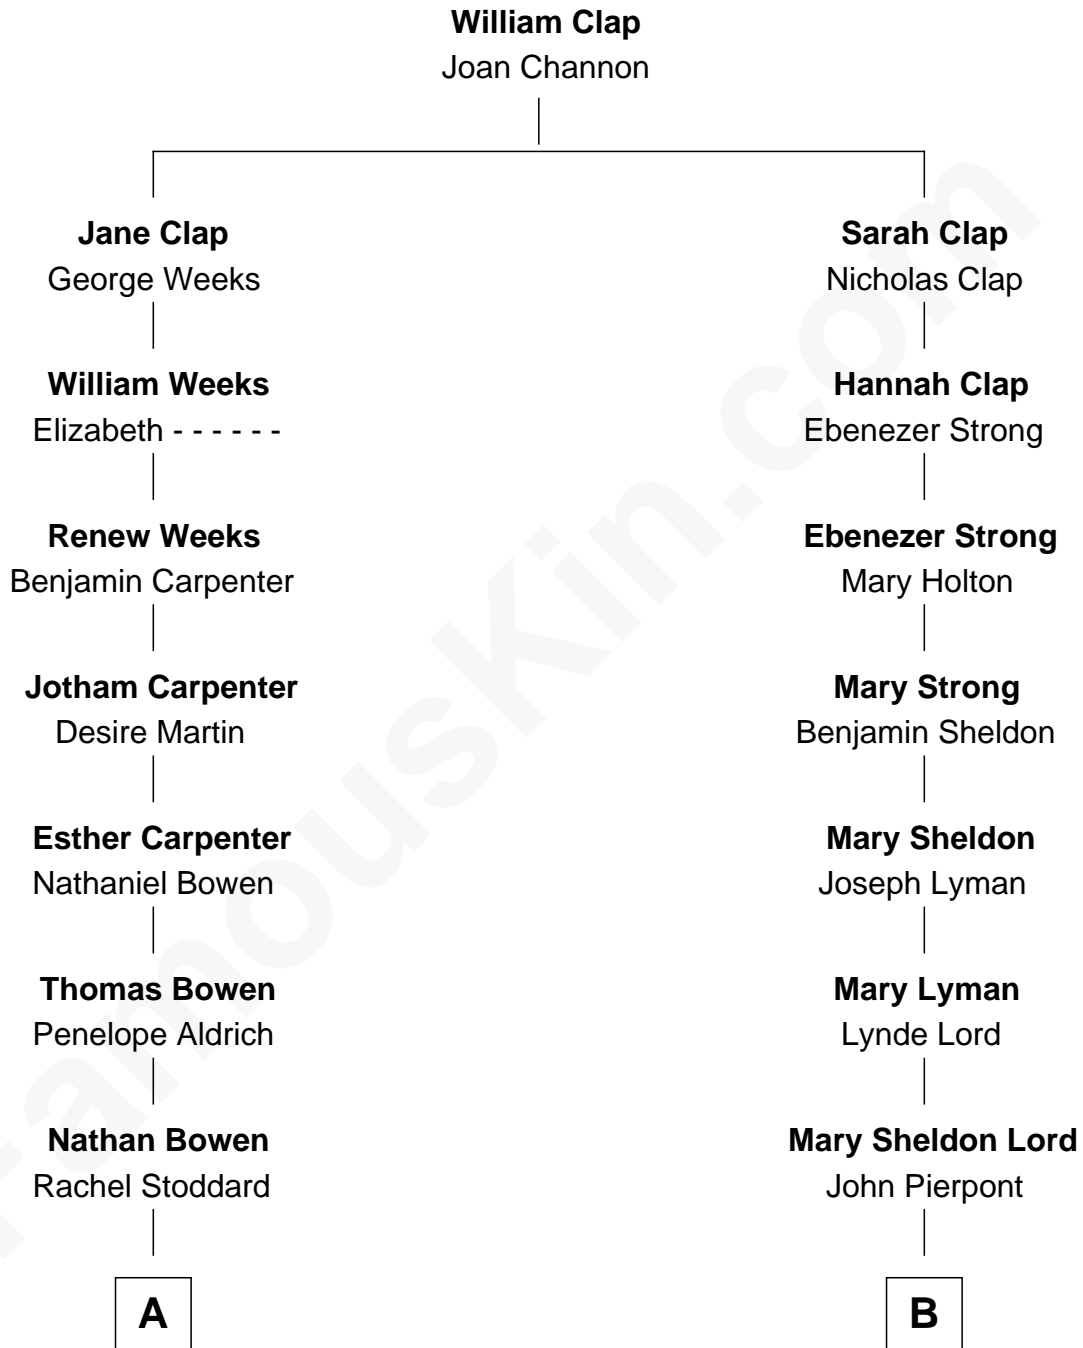 William Clap
Joan Channon
Jane Clap
George Weeks
Sarah Clap
Nicholas Clap
William Weeks
Elizabeth - - - - - -
Hannah Clap
Ebenezer Strong
Renew Weeks
Benjamin Carpenter
Ebenezer Strong
Mary Holton
Jotham Carpenter
Desire Martin
Mary Strong
Benjamin Sheldon
Esther Carpenter
Nathaniel Bowen
Mary Sheldon
Joseph Lyman
Thomas Bowen
Penelope Aldrich
Mary Lyman
Lynde Lord
Nathan Bowen
Rachel Stoddard
Mary Sheldon Lord
John Pierpont
A
B
FamousKin.com